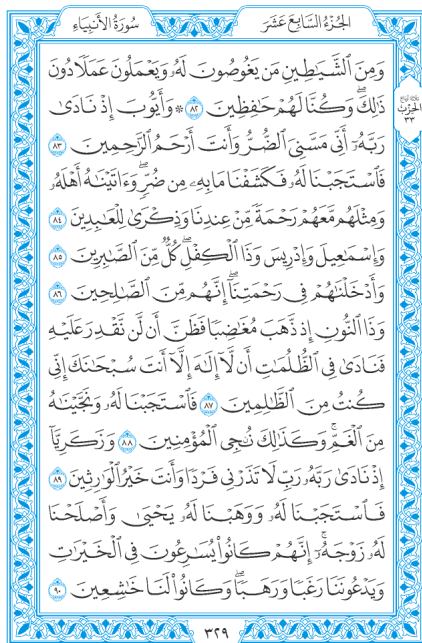 الجُزْءُ السَّابِعَ عَشَرَ
سُورَةُ الأَنْبِيَاءِ
وَمِنَ ٱلشَّيَٰطِينِ مَن يَغُوصُونَ لَهُۥ وَيَعْمَلُونَ عَمَلًا دُونَ
ذَٰلِكَۖ وَكُنَّا لَهُمْ حَٰفِظِينَ ٨٢ ۞ وَأَيُّوبَ إِذْ نَادَىٰ
رَبَّهُۥٓ أَنِّي مَسَّنِيَ ٱلضُّرُّ وَأَنتَ أَرْحَمُ ٱلرَّٰحِمِينَ ٨٣
فَٱسْتَجَبْنَا لَهُۥ فَكَشَفْنَا مَا بِهِۦ مِن ضُرٍّۖ وَءَاتَيْنَٰهُ أَهْلَهُۥ
وَمِثْلَهُم مَّعَهُمْ رَحْمَةً مِّنْ عِندِنَا وَذِكْرَىٰ لِلْعَٰبِدِينَ ٨٤
وَإِسْمَٰعِيلَ وَإِدْرِيسَ وَذَا ٱلْكِفْلِۖ كُلٌّ مِّنَ ٱلصَّٰبِرِينَ ٨٥
وَأَدْخَلْنَٰهُمْ فِي رَحْمَتِنَآۖ إِنَّهُم مِّنَ ٱلصَّٰلِحِينَ ٨٦
وَذَا ٱلنُّونِ إِذ ذَّهَبَ مُغَٰضِبًا فَظَنَّ أَن لَّن نَّقْدِرَ عَلَيْهِ
فَنَادَىٰ فِي ٱلظُّلُمَٰتِ أَن لَّآ إِلَٰهَ إِلَّآ أَنتَ سُبْحَٰنَكَ إِنِّي
كُنتُ مِنَ ٱلظَّٰلِمِينَ ٨٧ فَٱسْتَجَبْنَا لَهُۥ وَنَجَّيْنَٰهُ
مِنَ ٱلْغَمِّۚ وَكَذَٰلِكَ نُۨجِي ٱلْمُؤْمِنِينَ ٨٨ وَزَكَرِيَّآ
إِذْ نَادَىٰ رَبَّهُۥ رَبِّ لَا تَذَرْنِي فَرْدًا وَأَنتَ خَيْرُ ٱلْوَٰرِثِينَ ٨٩
فَٱسْتَجَبْنَا لَهُۥ وَوَهَبْنَا لَهُۥ يَحْيَىٰ وَأَصْلَحْنَا
لَهُۥ زَوْجَهُۥٓۚ إِنَّهُمْ كَانُوا۟ يُسَٰرِعُونَ فِي ٱلْخَيْرَٰتِ
وَيَدْعُونَنَا رَغَبًا وَرَهَبًاۖ وَكَانُوا۟ لَنَا خَٰشِعِينَ ٩٠
الحِزْبُ
٣٣
٣٢٩